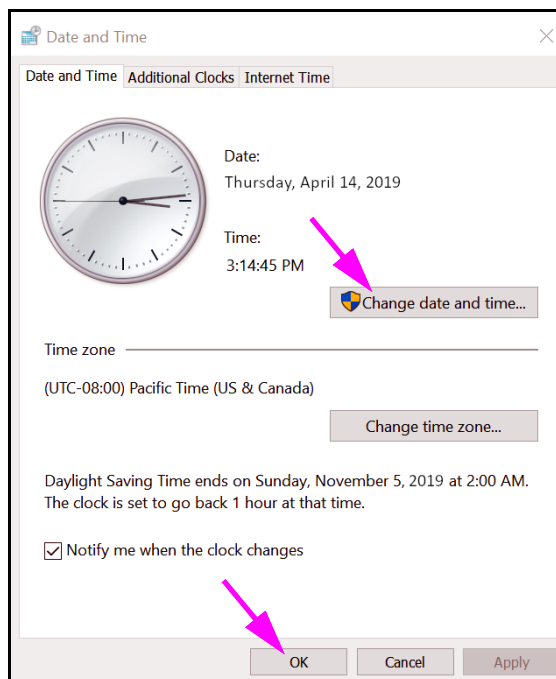 Date and Time
Date and Time Additional Clocks Internet Time
Date:
Thursday, April 14, 2019
Time:
3:14:45 PM
Change date and time...
Time zone
(UTC-08:00) Pacific Time (US & Canada)
Change time zone...
Daylight Saving Time ends on Sunday, November 5, 2019 at 2:00 AM.
The clock is set to go back 1 hour at that time.
Notify me when the clock changes
OK Cancel Apply